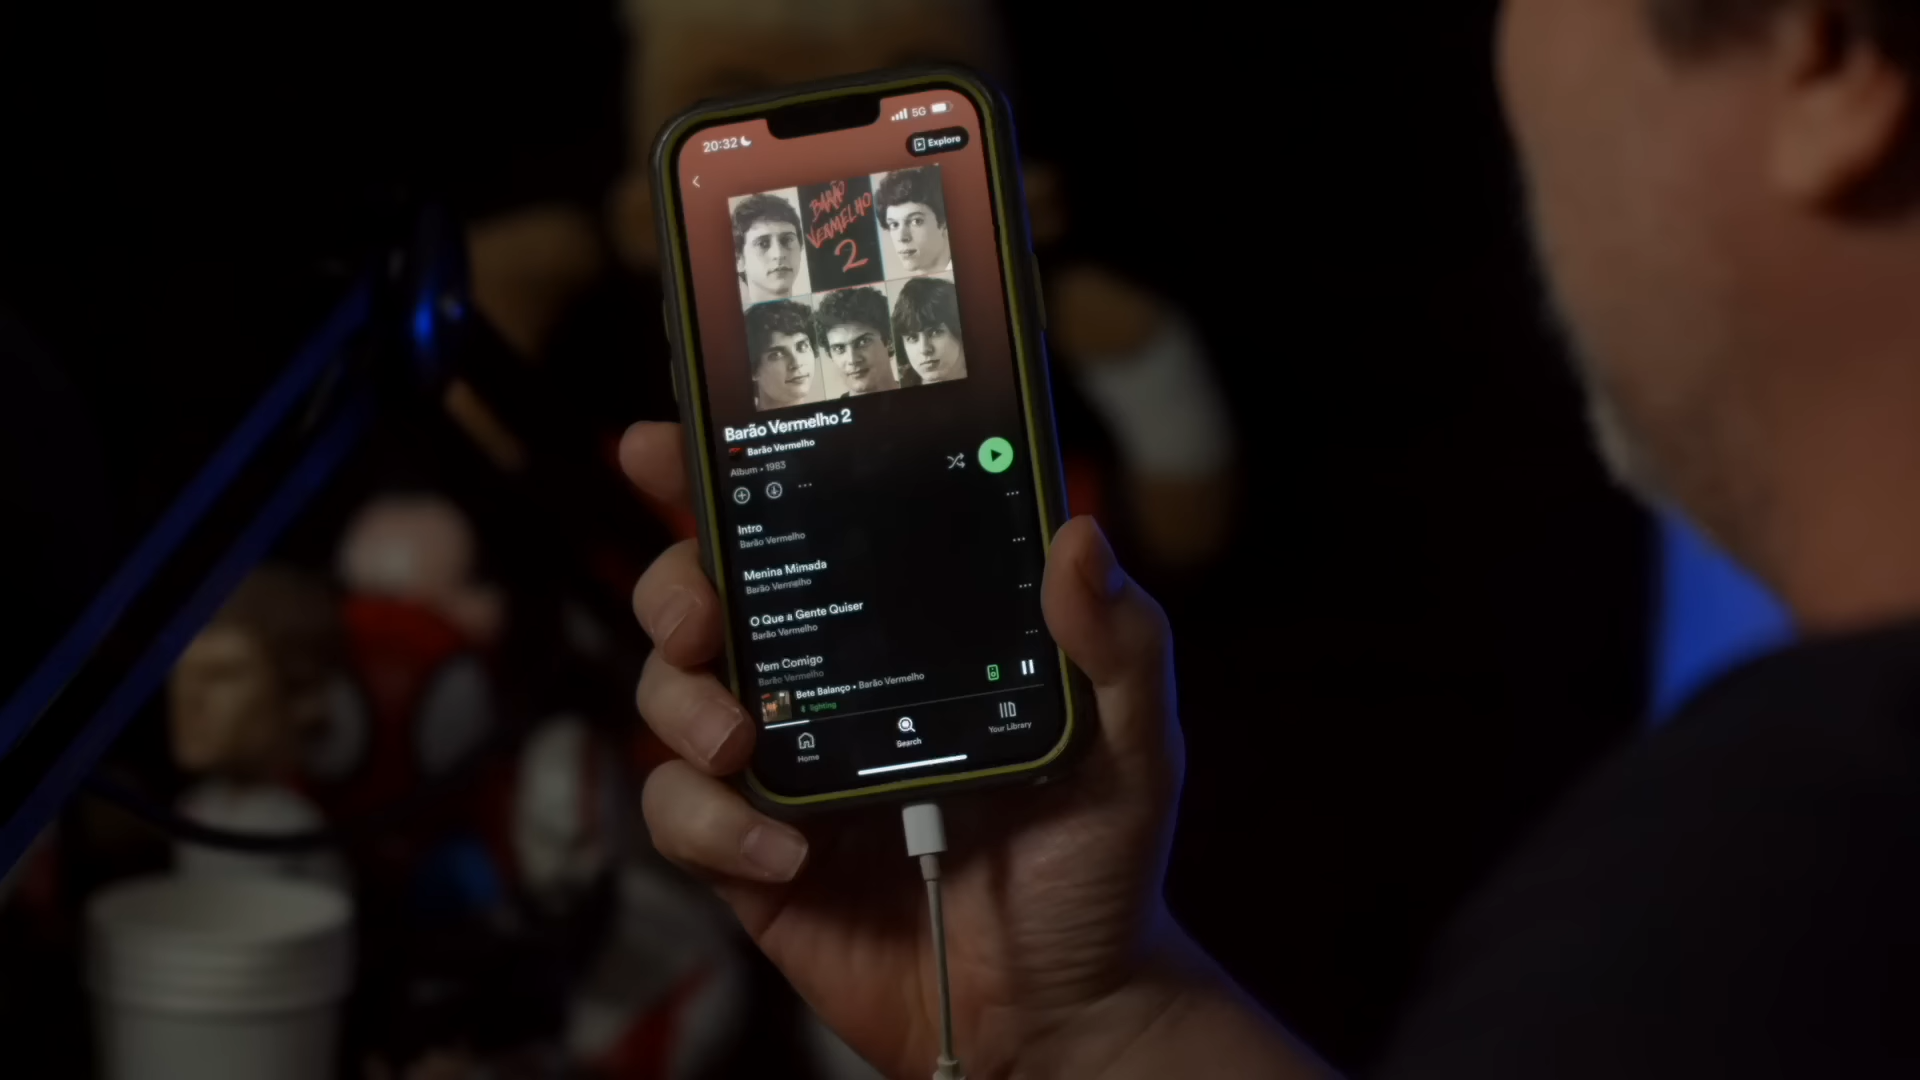 20:32
5G
Explore
BARÃO
VERMELHO
2
Barão Vermelho 2
Barão Vermelho
Album • 1983
Intro
Barão Vermelho
Menina Mimada
Barão Vermelho
O Que a Gente Quiser
Barão Vermelho
Vem Comigo
Barão Vermelho
Bete Balanço • Barão Vermelho
lighting
Home
Search
Your Library